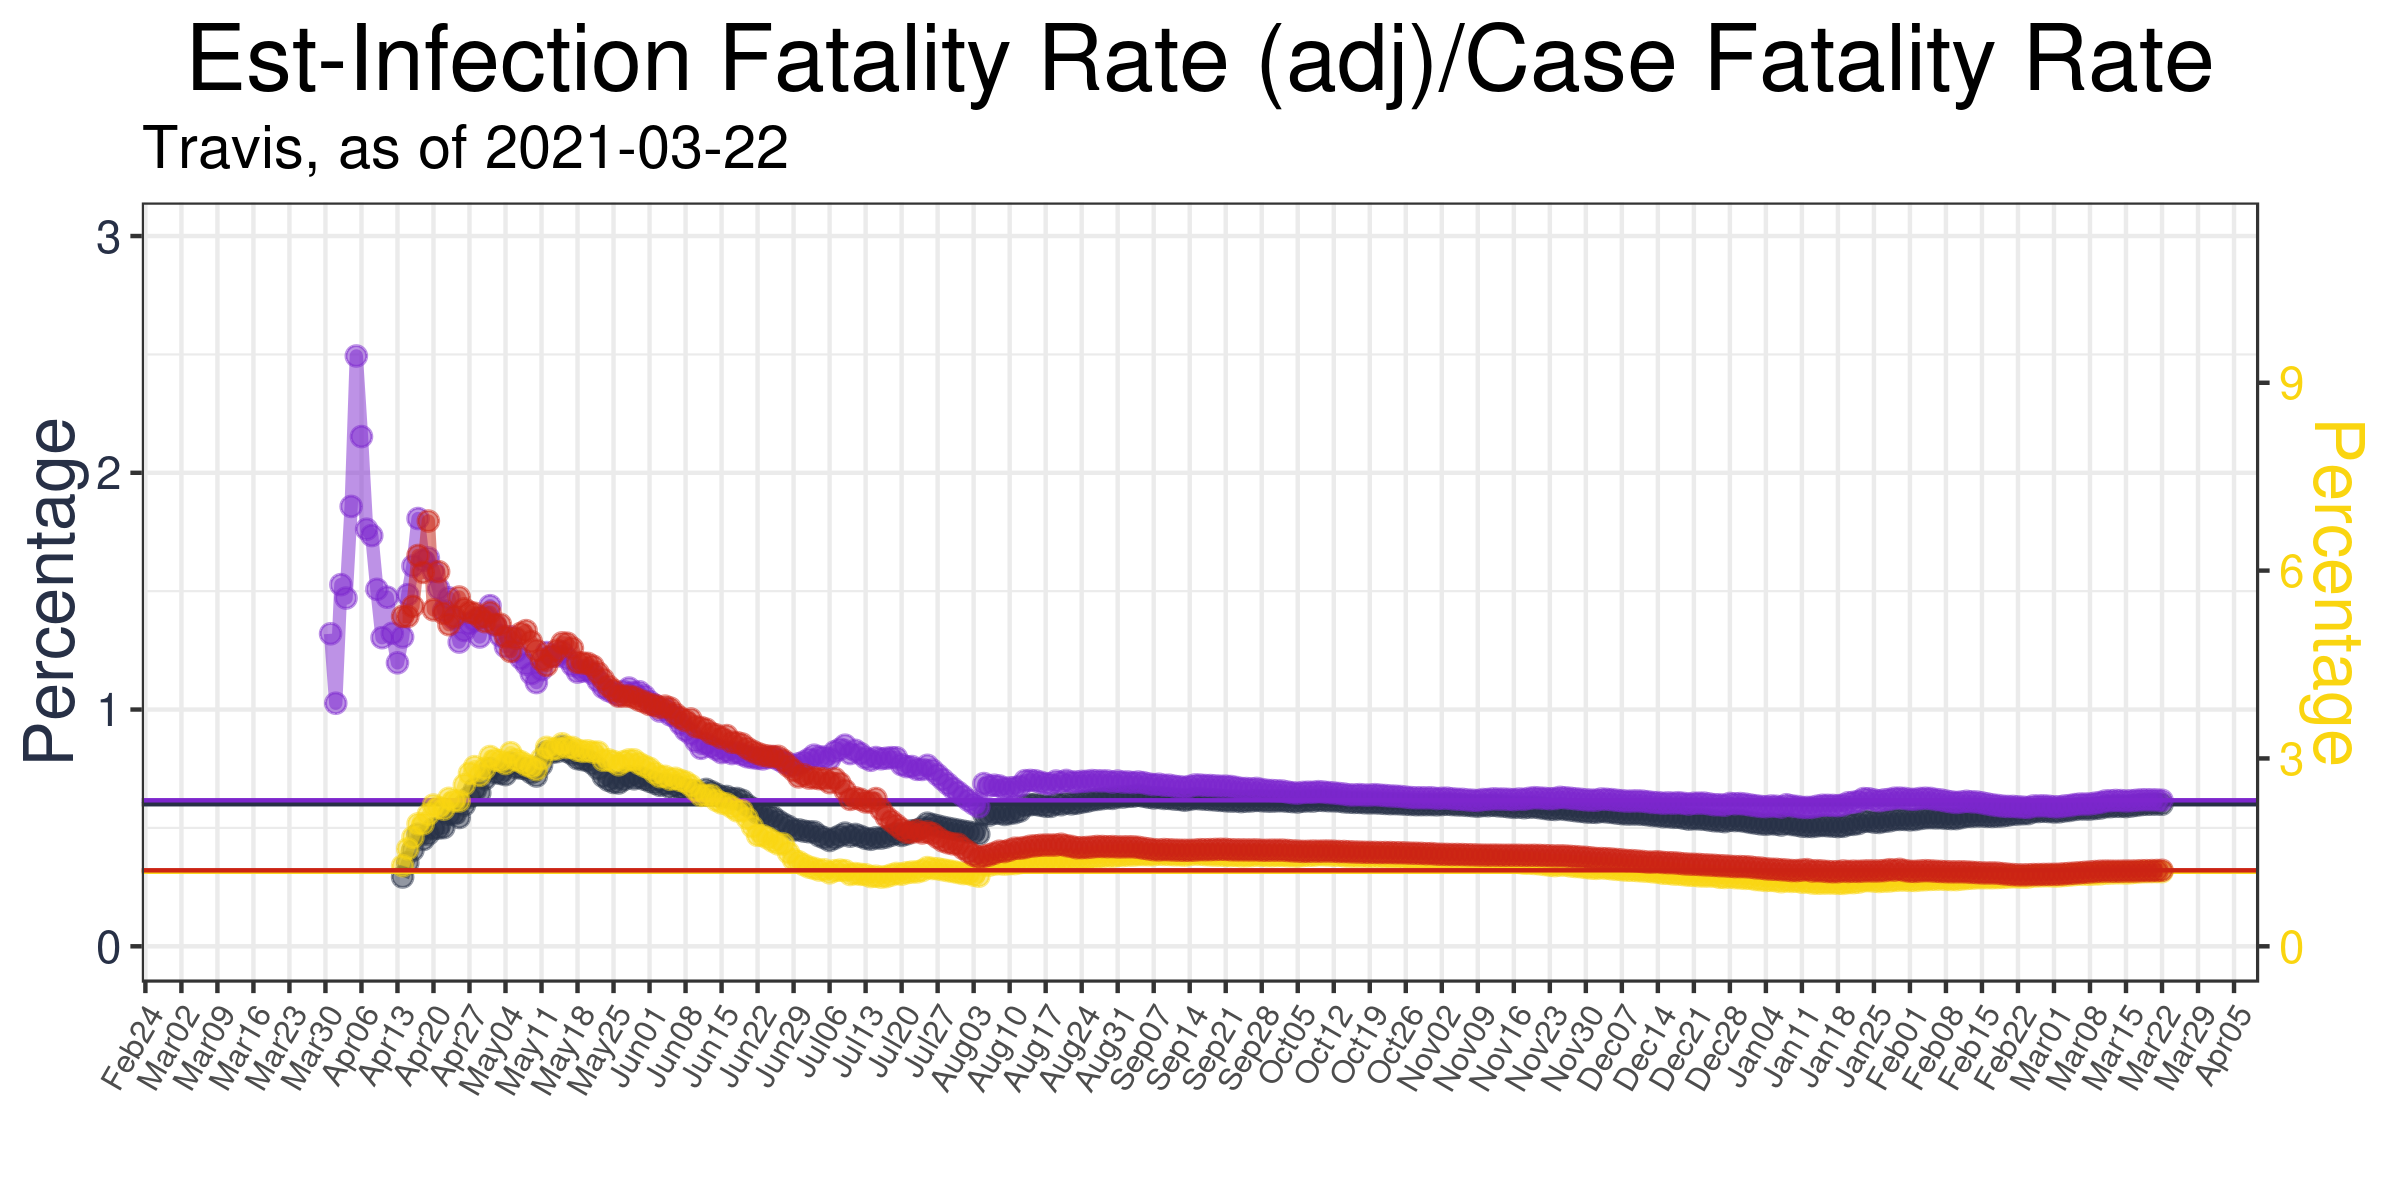 Est-Infection Fatality Rate (adj)/Case Fatality Rate
Travis, as of 2021-03-22
Percentage
3
2
1
0
9
6
3
0
Percentage
Feb24
Mar02
Mar09
Mar16
Mar23
Mar30
Apr06
Apr13
Apr20
Apr27
May04
May11
May18
May25
Jun01
Jun08
Jun15
Jun22
Jun29
Jul06
Jul13
Jul20
Jul27
Aug03
Aug10
Aug17
Aug24
Aug31
Sep07
Sep14
Sep21
Sep28
Oct05
Oct12
Oct19
Oct26
Nov02
Nov09
Nov16
Nov23
Nov30
Dec07
Dec14
Dec21
Dec28
Jan04
Jan11
Jan18
Jan25
Feb01
Feb08
Feb15
Feb22
Mar01
Mar08
Mar15
Mar22
Mar29
Apr05